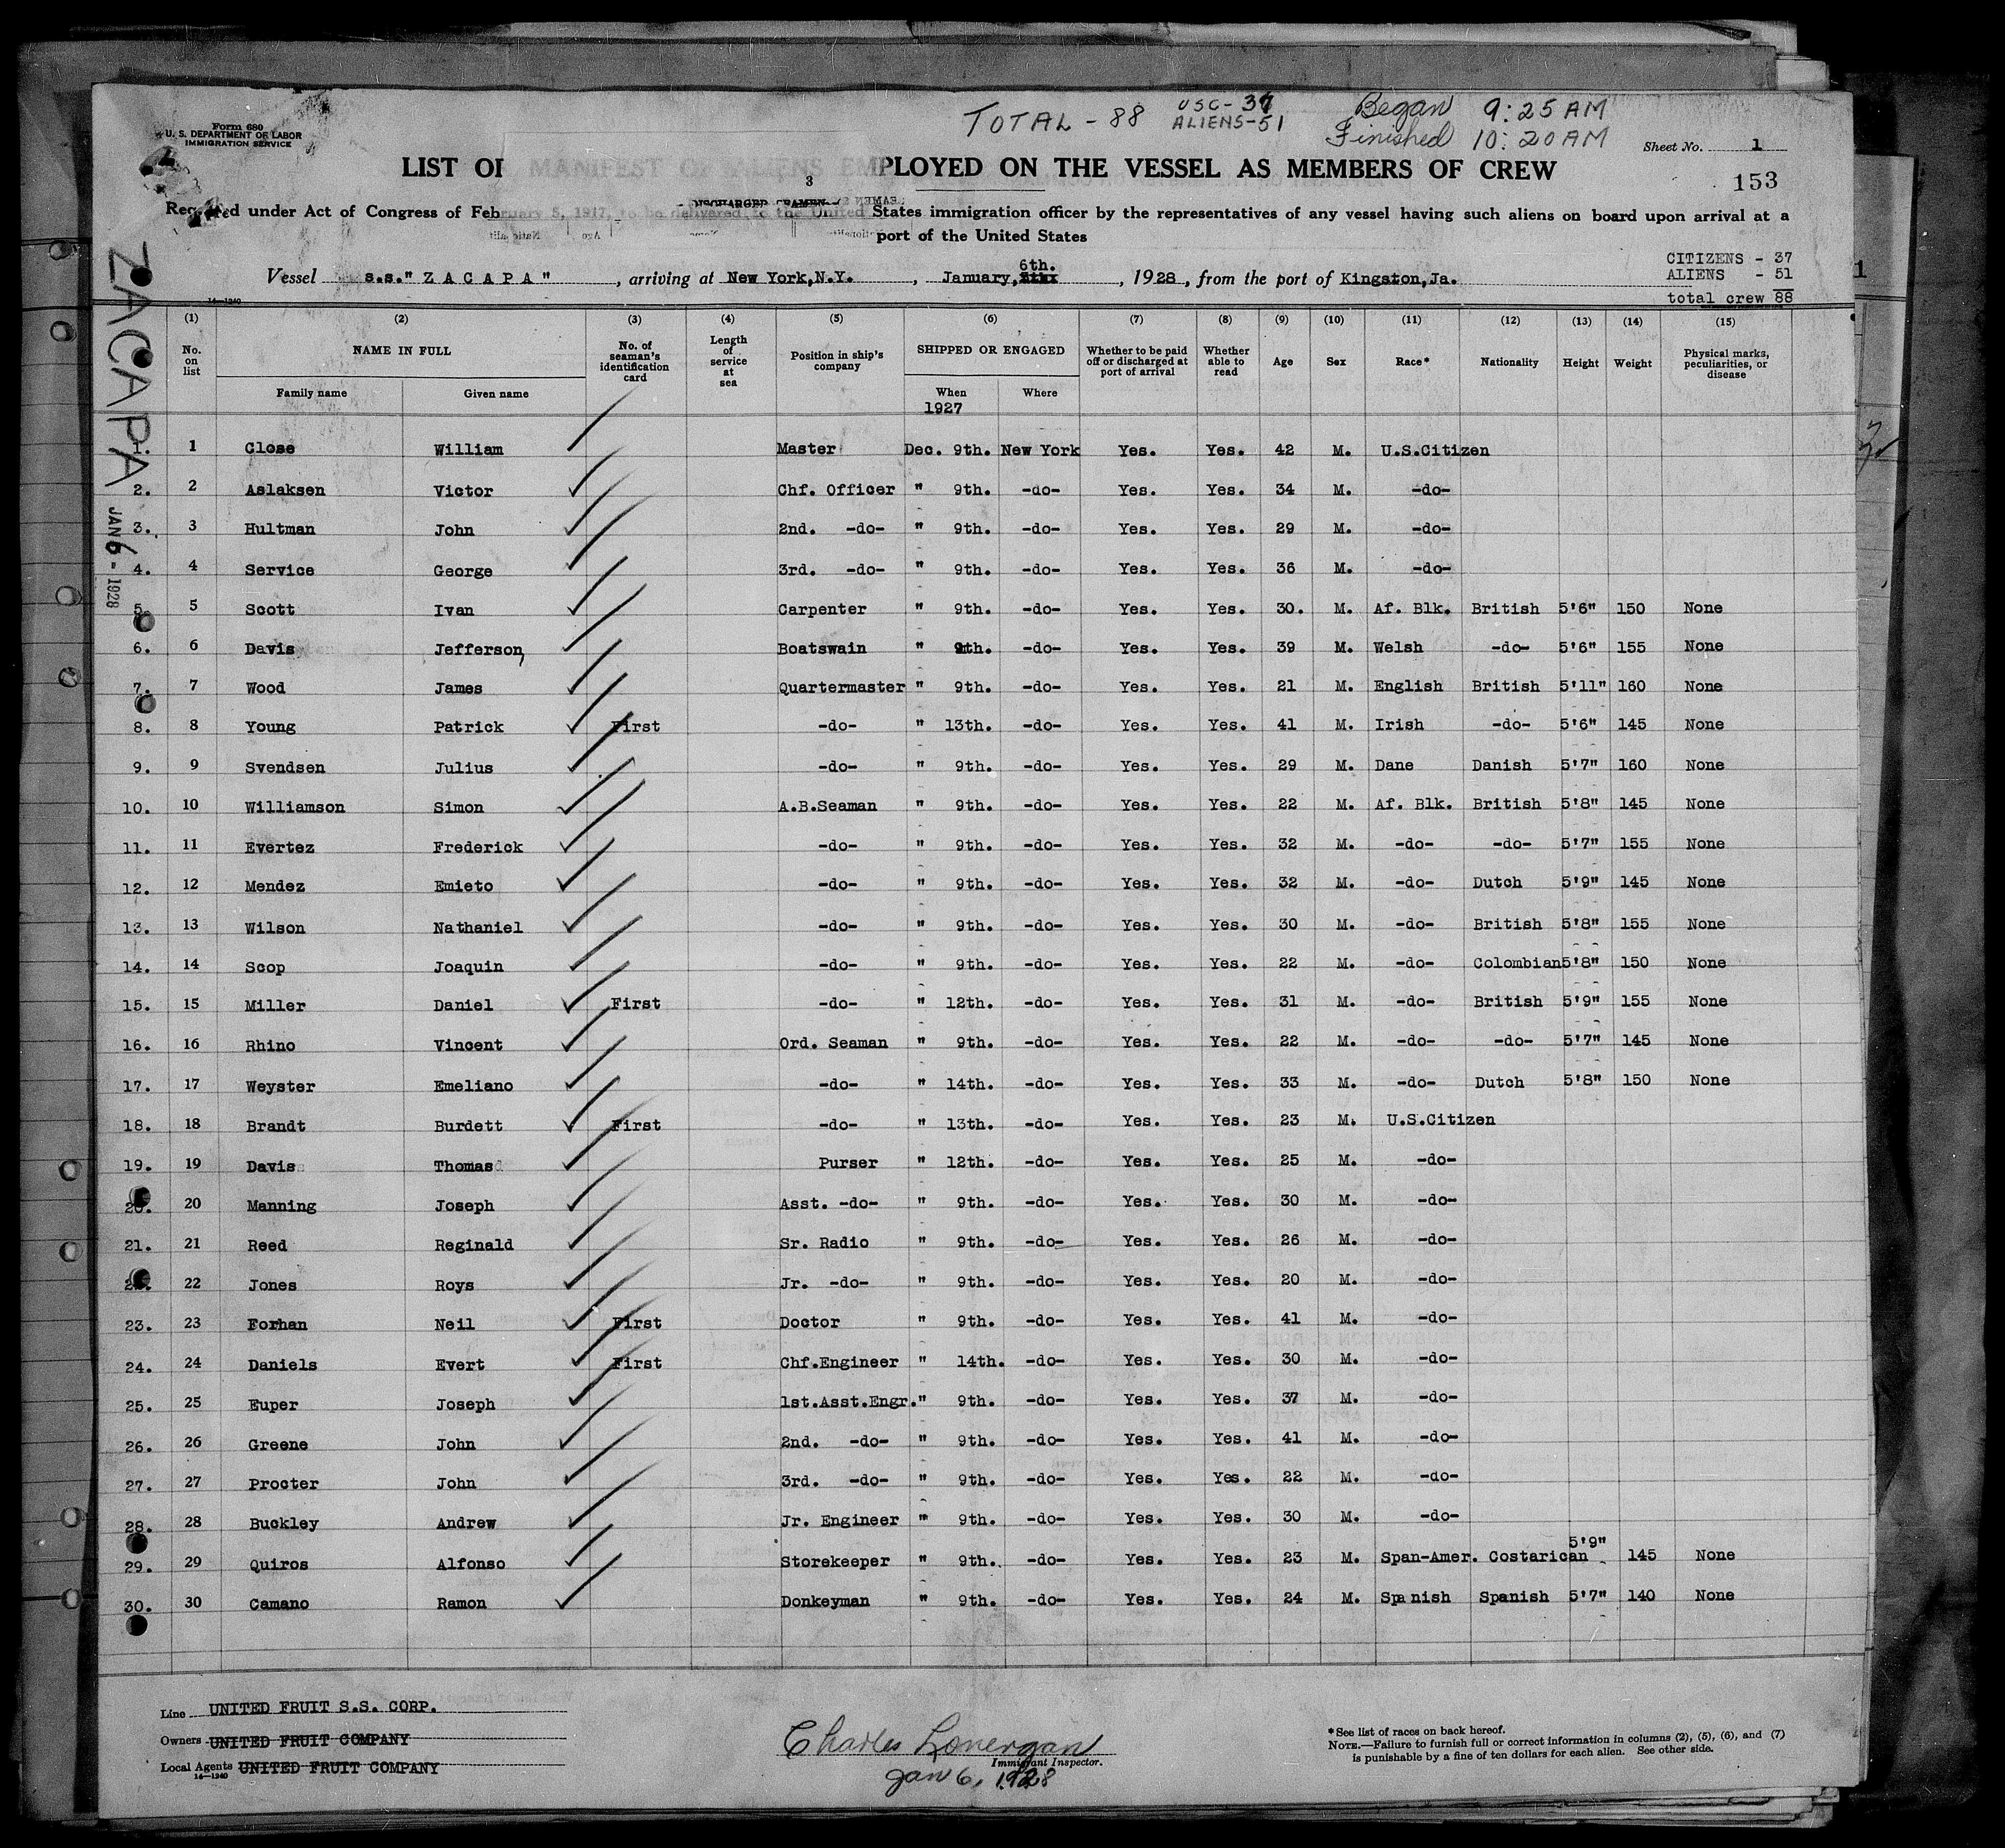 TOTAL - 88 USC-37 Began 9:25 AM
ALIENS-51 Finished 10:20 AM
Form 680
U. S. DEPARTMENT OF LABOR
IMMIGRATION SERVICE
Sheet No. 1
LIST OF MANIFEST OF ALIENS EMPLOYED ON THE VESSEL AS MEMBERS OF CREW
153
3
DISCHARGED SEAMEN
Required under Act of Congress of February 5, 1917, to be delivered to the United States immigration officer by the representatives of any vessel having such aliens on board upon arrival at a
port of the United States
CITIZENS - 37
ALIENS - 51
total crew 88
Vessel s.s." Z A C A P A " , arriving at New York,N.Y. , January, 6th. , 1928 , from the port of Kingston,Ja.
14—1240
ZACAPA
JAN 6 - 1928
(1) (2) (3) (4) (5) (6) (7) (8) (9) (10) (11) (12) (13) (14) (15)
No. on list NAME IN FULL No. of seaman's identification card Length of service at sea Position in ship's company SHIPPED OR ENGAGED Whether to be paid off or discharged at port of arrival Whether able to read Age Sex Race* Nationality Height Weight Physical marks, peculiarities, or disease
Family name Given name When Where
1927
1. 1 Close William Master Dec. 9th. New York Yes. Yes. 42 M. U.S.Citizen
2. 2 Aslaksen Victor Chf. Officer " 9th. -do- Yes. Yes. 34 M. -do-
3. 3 Hultman John 2nd. -do- " 9th. -do- Yes. Yes. 29 M. -do-
4. 4 Service George 3rd. -do- " 9th. -do- Yes. Yes. 36 M. -do-
5. 5 Scott Ivan Carpenter " 9th. -do- Yes. Yes. 30. M. Af. Blk. British 5'6" 150 None
6. 6 Davis Jefferson Boatswain " 9th. -do- Yes. Yes. 39 M. Welsh -do- 5'6" 155 None
7. 7 Wood James Quartermaster " 9th. -do- Yes. Yes. 21 M. English British 5'11" 160 None
8. 8 Young Patrick First -do- " 13th. -do- Yes. Yes. 41 M. Irish -do- 5'6" 145 None
9. 9 Svendsen Julius -do- " 9th. -do- Yes. Yes. 29 M. Dane Danish 5'7" 160 None
10. 10 Williamson Simon A.B.Seaman " 9th. -do- Yes. Yes. 22 M. Af. Blk. British 5'8" 145 None
11. 11 Evertez Frederick -do- " 9th. -do- Yes. Yes. 32 M. -do- -do- 5'7" 155 None
12. 12 Mendez Emieto -do- " 9th. -do- Yes. Yes. 32 M. -do- Dutch 5'9" 145 None
13. 13 Wilson Nathaniel -do- " 9th. -do- Yes. Yes. 30 M. -do- British 5'8" 155 None
14. 14 Scop Joaquin -do- " 9th. -do- Yes. Yes. 22 M. -do- Colombian 5'8" 150 None
15. 15 Miller Daniel First -do- " 12th. -do- Yes. Yes. 31 M. -do- British 5'9" 155 None
16. 16 Rhino Vincent Ord. Seaman " 9th. -do- Yes. Yes. 22 M. -do- -do- 5'7" 145 None
17. 17 Weyster Emeliano -do- " 14th. -do- Yes. Yes. 33 M. -do- Dutch 5'8" 150 None
18. 18 Brandt Burdett First -do- " 13th. -do- Yes. Yes. 23 M. U.S.Citizen
19. 19 Davis Thomas Purser " 12th. -do- Yes. Yes. 25 M. -do-
20. 20 Manning Joseph Asst. -do- " 9th. -do- Yes. Yes. 30 M. -do-
21. 21 Reed Reginald Sr. Radio " 9th. -do- Yes. Yes. 26 M. -do-
22. 22 Jones Roys Jr. -do- " 9th. -do- Yes. Yes. 20 M. -do-
23. 23 Forhan Neil First Doctor " 9th. -do- Yes. Yes. 41 M. -do-
24. 24 Daniels Evert First Chf.Engineer " 14th. -do- Yes. Yes. 30 M. -do-
25. 25 Euper Joseph 1st.Asst.Engr. " 9th. -do- Yes. Yes. 37 M. -do-
26. 26 Greene John 2nd. -do- " 9th. -do- Yes. Yes. 41 M. -do-
27. 27 Procter John 3rd. -do- " 9th. -do- Yes. Yes. 22 M. -do-
28. 28 Buckley Andrew Jr. Engineer " 9th. -do- Yes. Yes. 30 M. -do-
29. 29 Quiros Alfonso Storekeeper " 9th. -do- Yes. Yes. 23 M. Span-Amer. Costarican 5'9" 145 None
30. 30 Camano Ramon Donkeyman " 9th. -do- Yes. Yes. 24 M. Spanish Spanish 5'7" 140 None
Line UNITED FRUIT S.S. CORP.
Owners UNITED FRUIT COMPANY
Local Agents UNITED FRUIT COMPANY
14—1240
Charles Lonergan
Immigrant Inspector.
Jan 6, 1928
*See list of races on back hereof.
NOTE.—Failure to furnish full or correct information in columns (2), (5), (6), and (7)
is punishable by a fine of ten dollars for each alien. See other side.